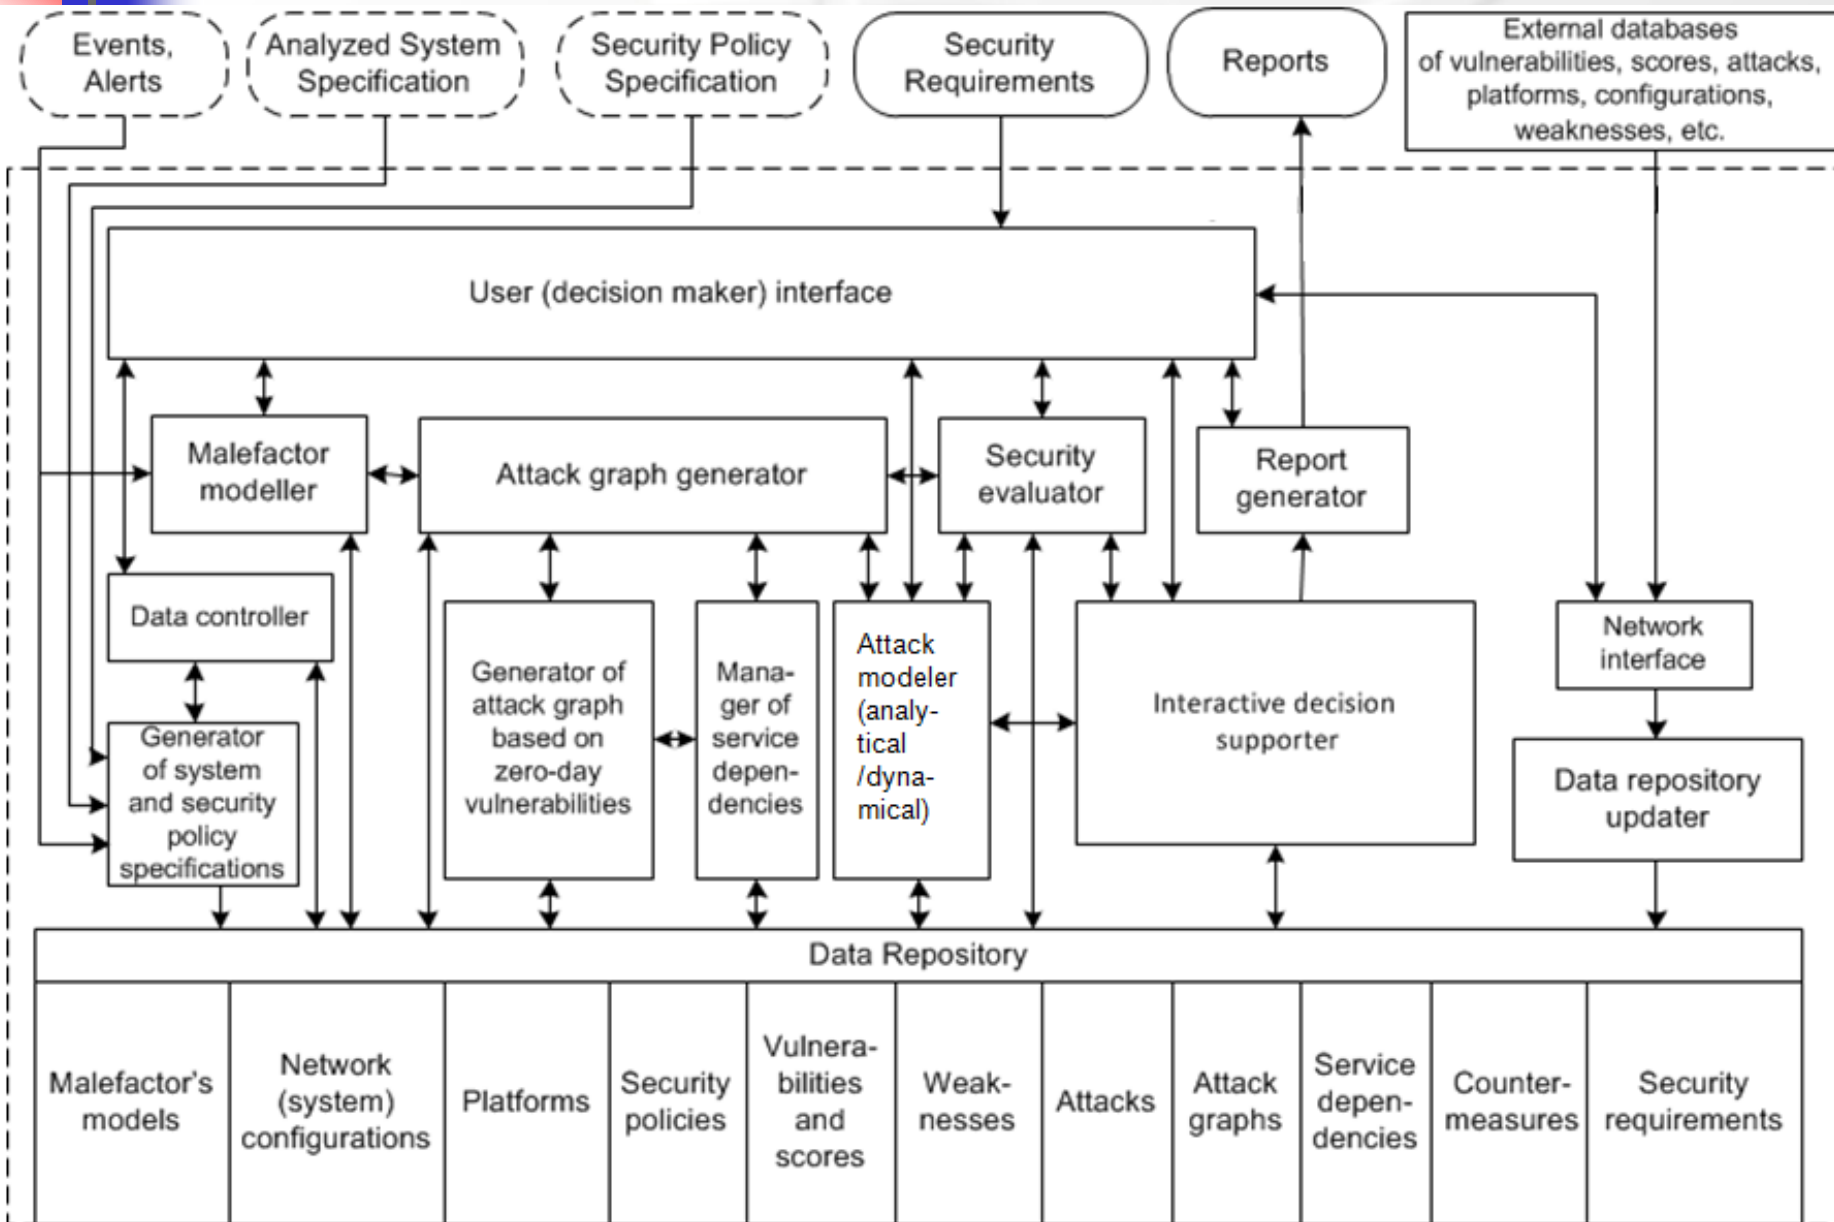 Events,
Alerts
Analyzed System
Specification
Security Policy
Specification
Security
Requirements
Reports
External databases
of vulnerabilities, scores, attacks,
platforms, configurations,
weaknesses, etc.
User (decision maker) interface
Malefactor
modeller
Attack graph generator
Security
evaluator
Report
generator
Data controller
Generator
of system
and security
policy
specifications
Generator of
attack graph
based on
zero-day
vulnerabilities
Mana-
ger of
service
depen-
dencies
Attack
modeler
(analy-
tical
/dyna-
mical)
Interactive decision
supporter
Network
interface
Data repository
updater
Data Repository
Malefactor's
models
Network
(system)
configurations
Platforms
Security
policies
Vulnera-
bilities
and
scores
Weak-
nesses
Attacks
Attack
graphs
Service
depen-
dencies
Counter-
measures
Security
requirements